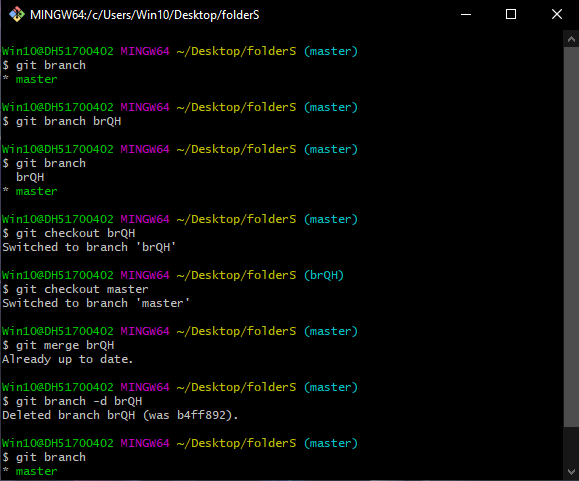 MINGW64:/c/Users/Win10/Desktop/folderS
Win10@DH51700402 MINGW64 ~/Desktop/folderS (master)
$ git branch
* master
Win10@DH51700402 MINGW64 ~/Desktop/folderS (master)
$ git branch brQH
Win10@DH51700402 MINGW64 ~/Desktop/folderS (master)
$ git branch
  brQH
* master
Win10@DH51700402 MINGW64 ~/Desktop/folderS (master)
$ git checkout brQH
Switched to branch 'brQH'
Win10@DH51700402 MINGW64 ~/Desktop/folderS (brQH)
$ git checkout master
Switched to branch 'master'
Win10@DH51700402 MINGW64 ~/Desktop/folderS (master)
$ git merge brQH
Already up to date.
Win10@DH51700402 MINGW64 ~/Desktop/folderS (master)
$ git branch -d brQH
Deleted branch brQH (was b4ff892).
Win10@DH51700402 MINGW64 ~/Desktop/folderS (master)
$ git branch
* master